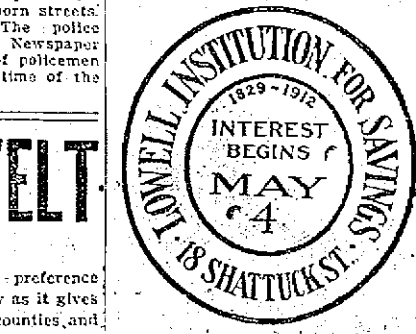 born streets.
The police
Newspaper
of policemen
time of the
ELT
preference
as it gives
counties, and
LOWELL INSTITUTION FOR SAVINGS
1829-1912
INTEREST
BEGINS
MAY
4
18 SHATTUCK ST.